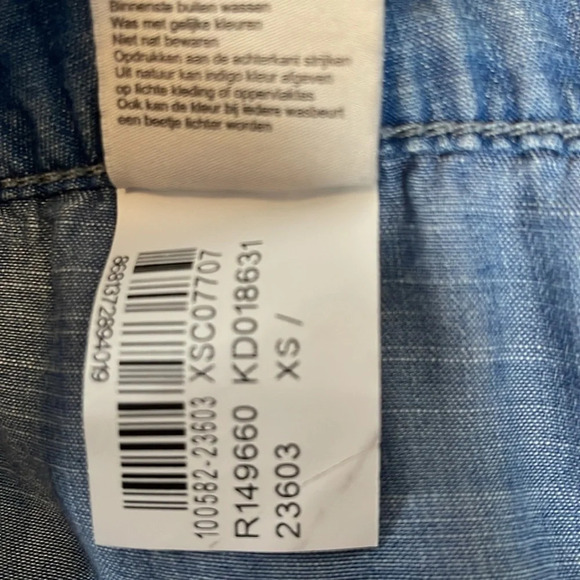 Binnenste buiten wassen
Was met gelijke kleuren
Niet nat bewaren
Opdrukken aan de achterkant strijken
Uit natuur kan indigo kleur afgeven
op lichte kleding of oppervlaktes
Ook kan de kleur bij iedere wasbeurt
een beetje lichter worden
8681372894019
100582-23603 XSC07707
R149660 KD018631
23603 XS /